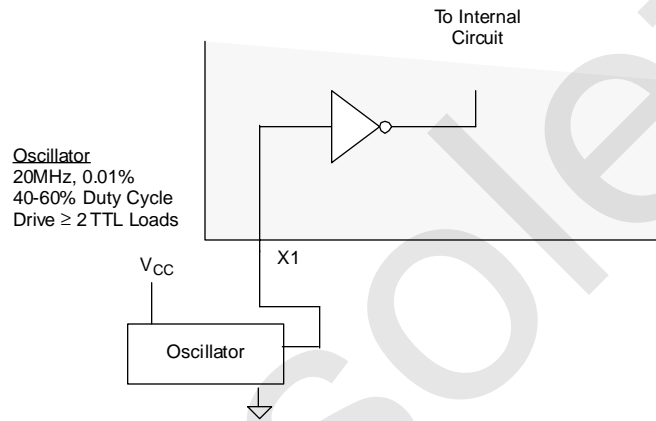 To Internal
Circuit
Oscillator
20MHz, 0.01%
40-60% Duty Cycle
Drive ≥ 2 TTL Loads
X1
VCC
Oscillator